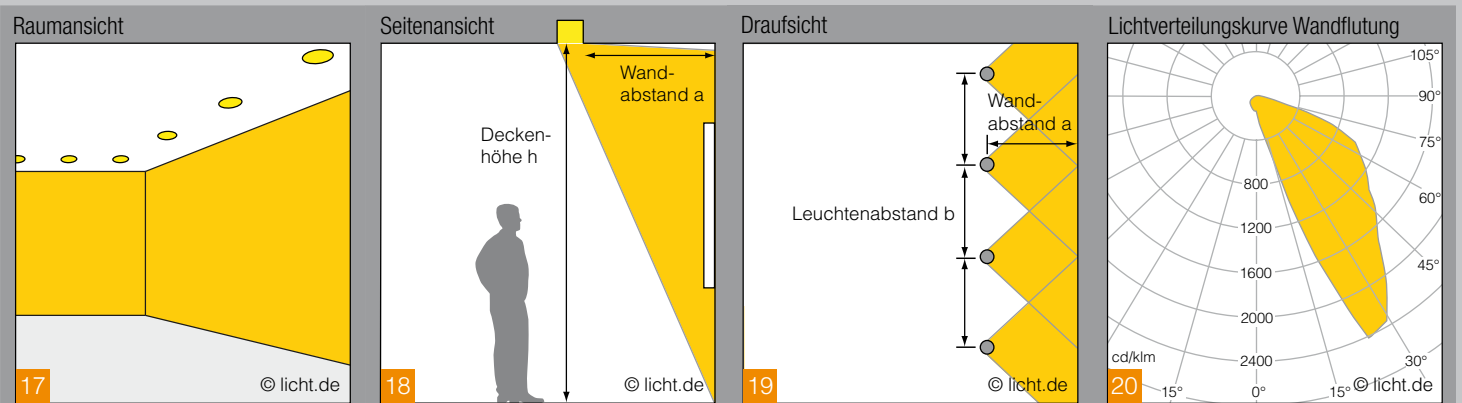 Raumansicht
17
© licht.de
Seitenansicht
Wand-
abstand a
Decken-
höhe h
18
© licht.de
Draufsicht
Wand-
abstand a
Leuchtenabstand b
19
© licht.de
Lichtverteilungskurve Wandflutung
105°
90°
75°
800
60°
1200
45°
1600
2000
cd/klm
2400
30°
20
15°
0°
15°
© licht.de